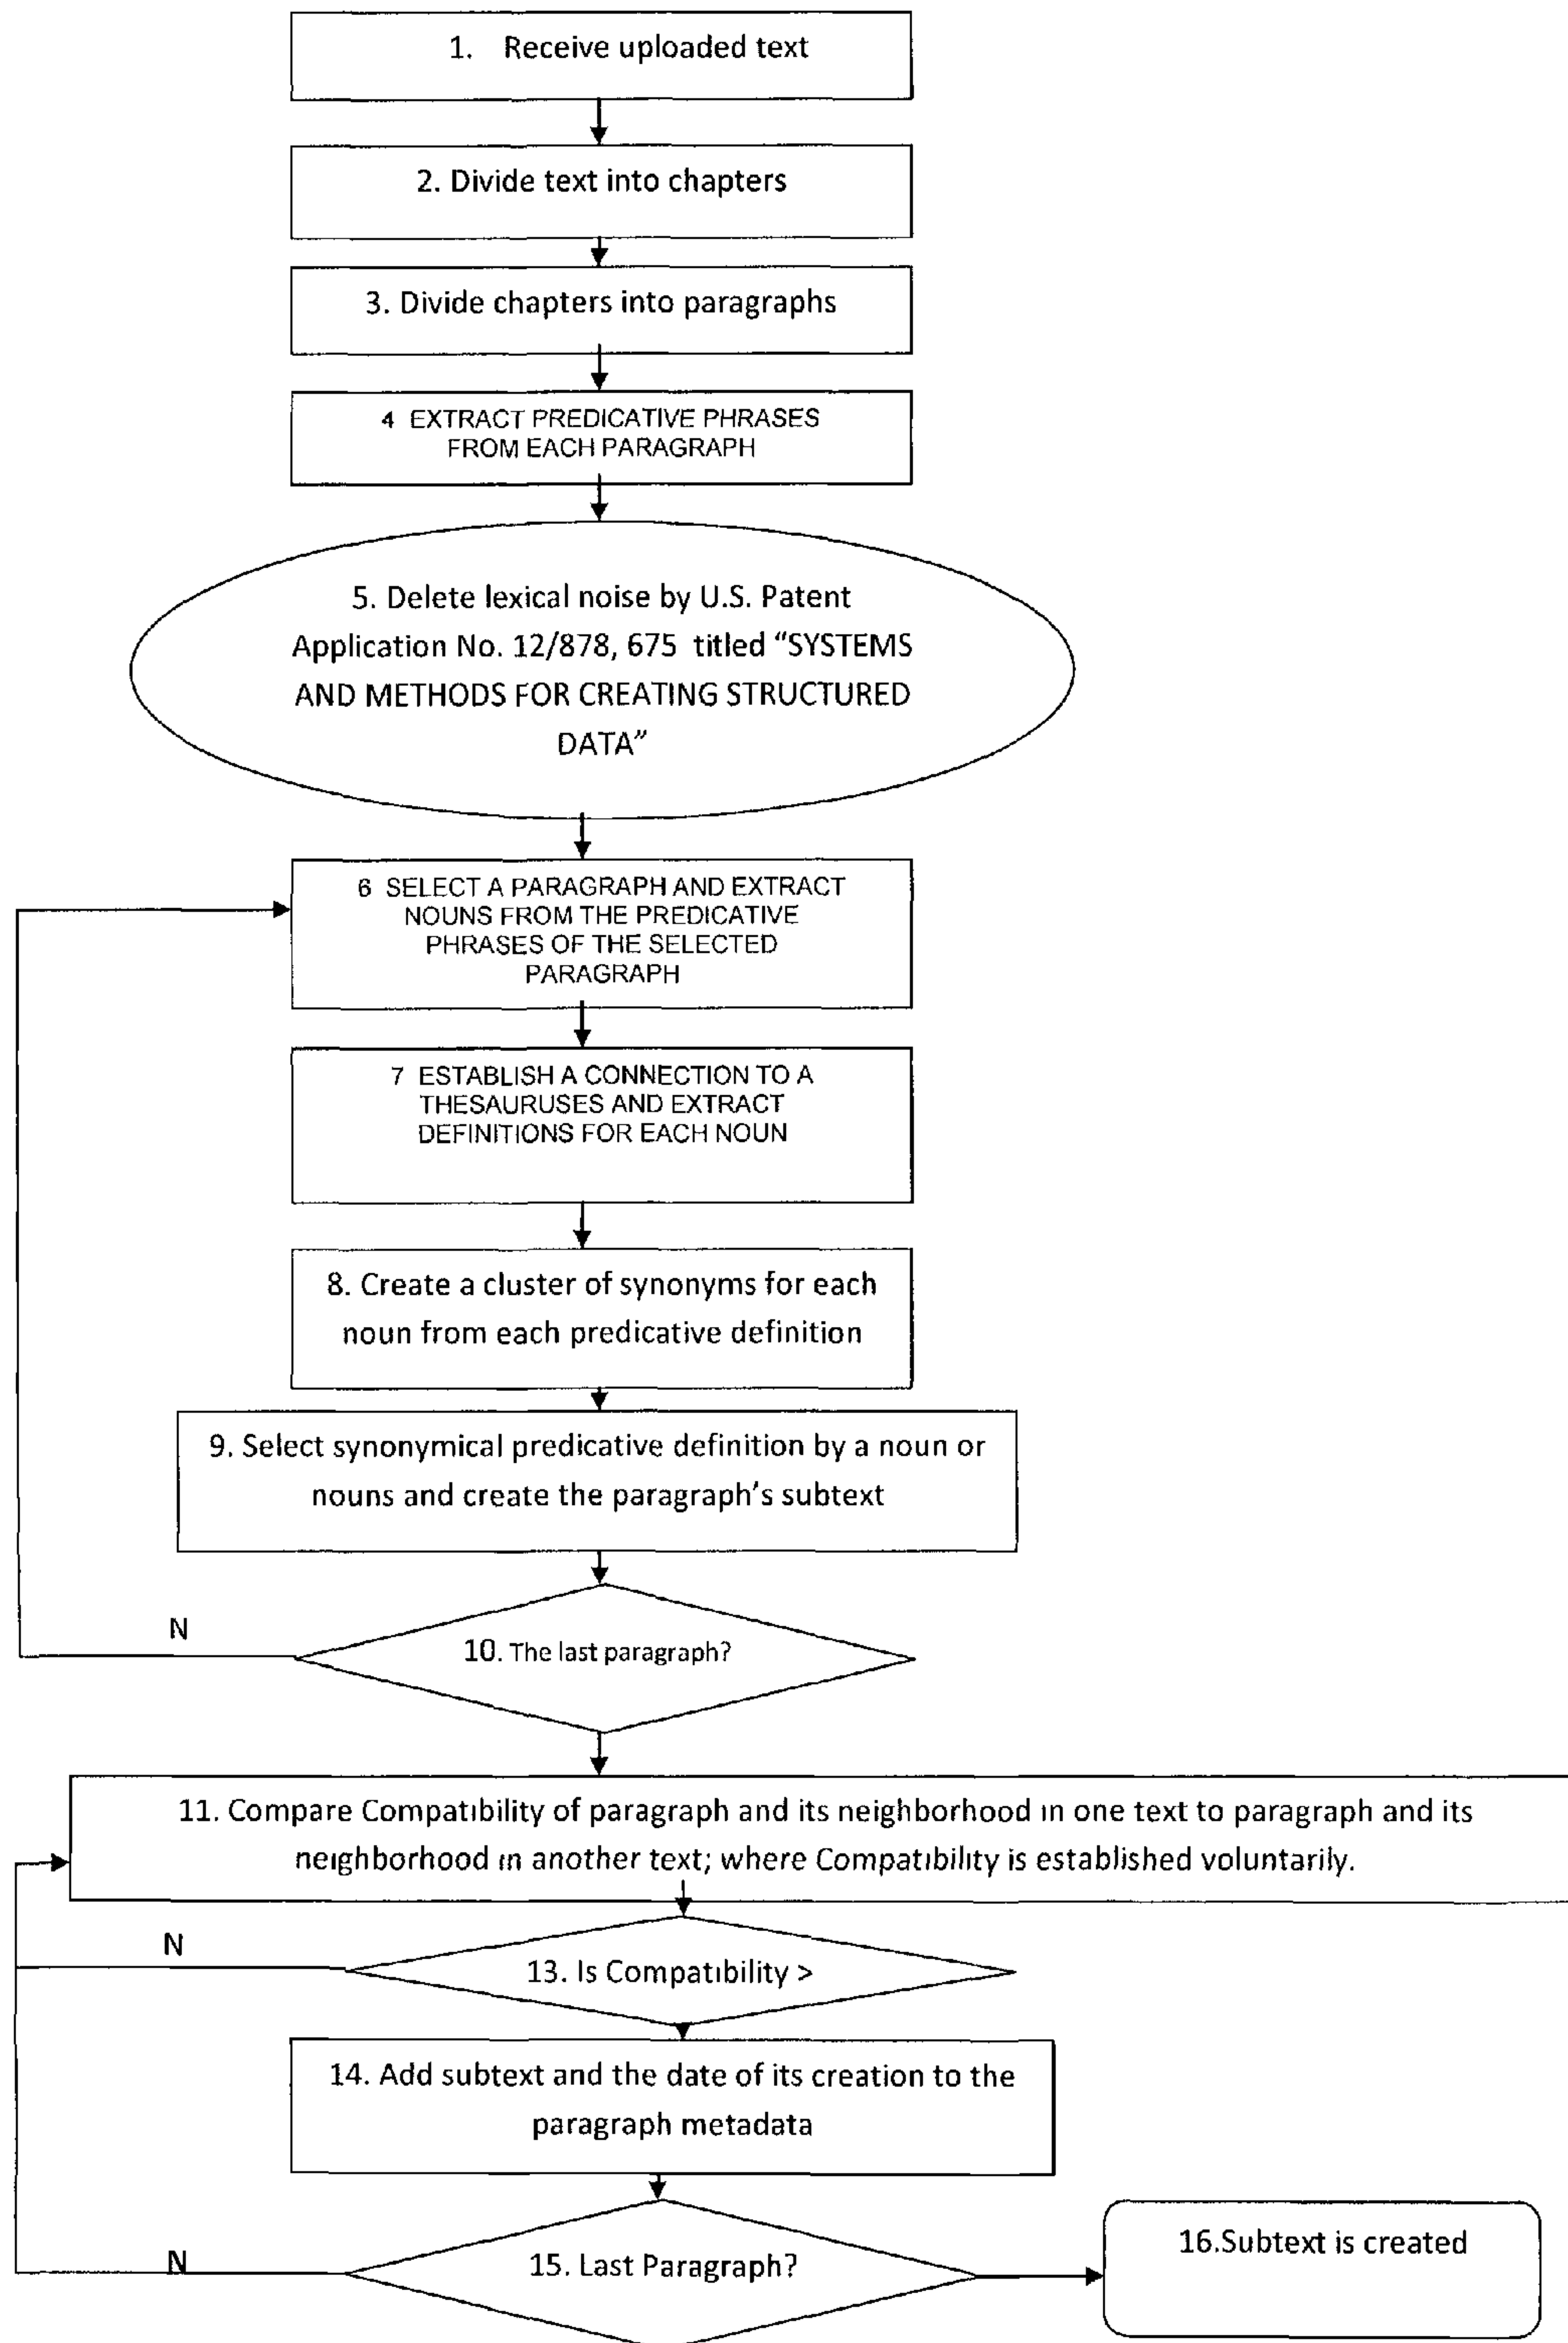 1. Receive uploaded text
2. Divide text into chapters
3. Divide chapters into paragraphs
4 EXTRACT PREDICATIVE PHRASES
FROM EACH PARAGRAPH
5. Delete lexical noise by U.S. Patent
Application No. 12/878, 675 titled “SYSTEMS
AND METHODS FOR CREATING STRUCTURED
DATA”
6 SELECT A PARAGRAPH AND EXTRACT
NOUNS FROM THE PREDICATIVE
PHRASES OF THE SELECTED
PARAGRAPH
7 ESTABLISH A CONNECTION TO A
THESAURUSES AND EXTRACT
DEFINITIONS FOR EACH NOUN
8. Create a cluster of synonyms for each
noun from each predicative definition
9. Select synonymical predicative definition by a noun or
nouns and create the paragraph’s subtext
N
10. The last paragraph?
11. Compare Compatibility of paragraph and its neighborhood in one text to paragraph and its
neighborhood in another text; where Compatibility is established voluntarily.
N
13. Is Compatibility >
14. Add subtext and the date of its creation to the
paragraph metadata
N
15. Last Paragraph?
16.Subtext is created